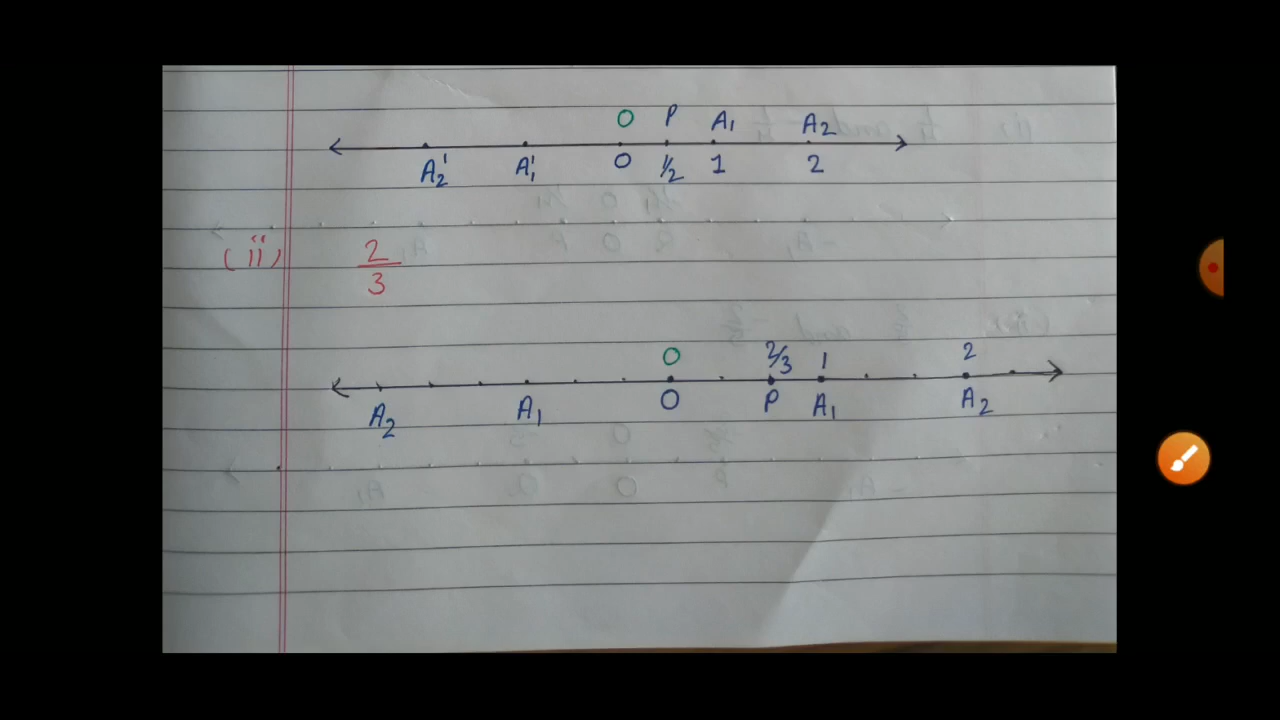 O P A₁ A₂
A₂' A₁' 0 1/2 1 2
(ii) 2/3
O 2/3 1 2
A₂ A₁ O P A₁ A₂